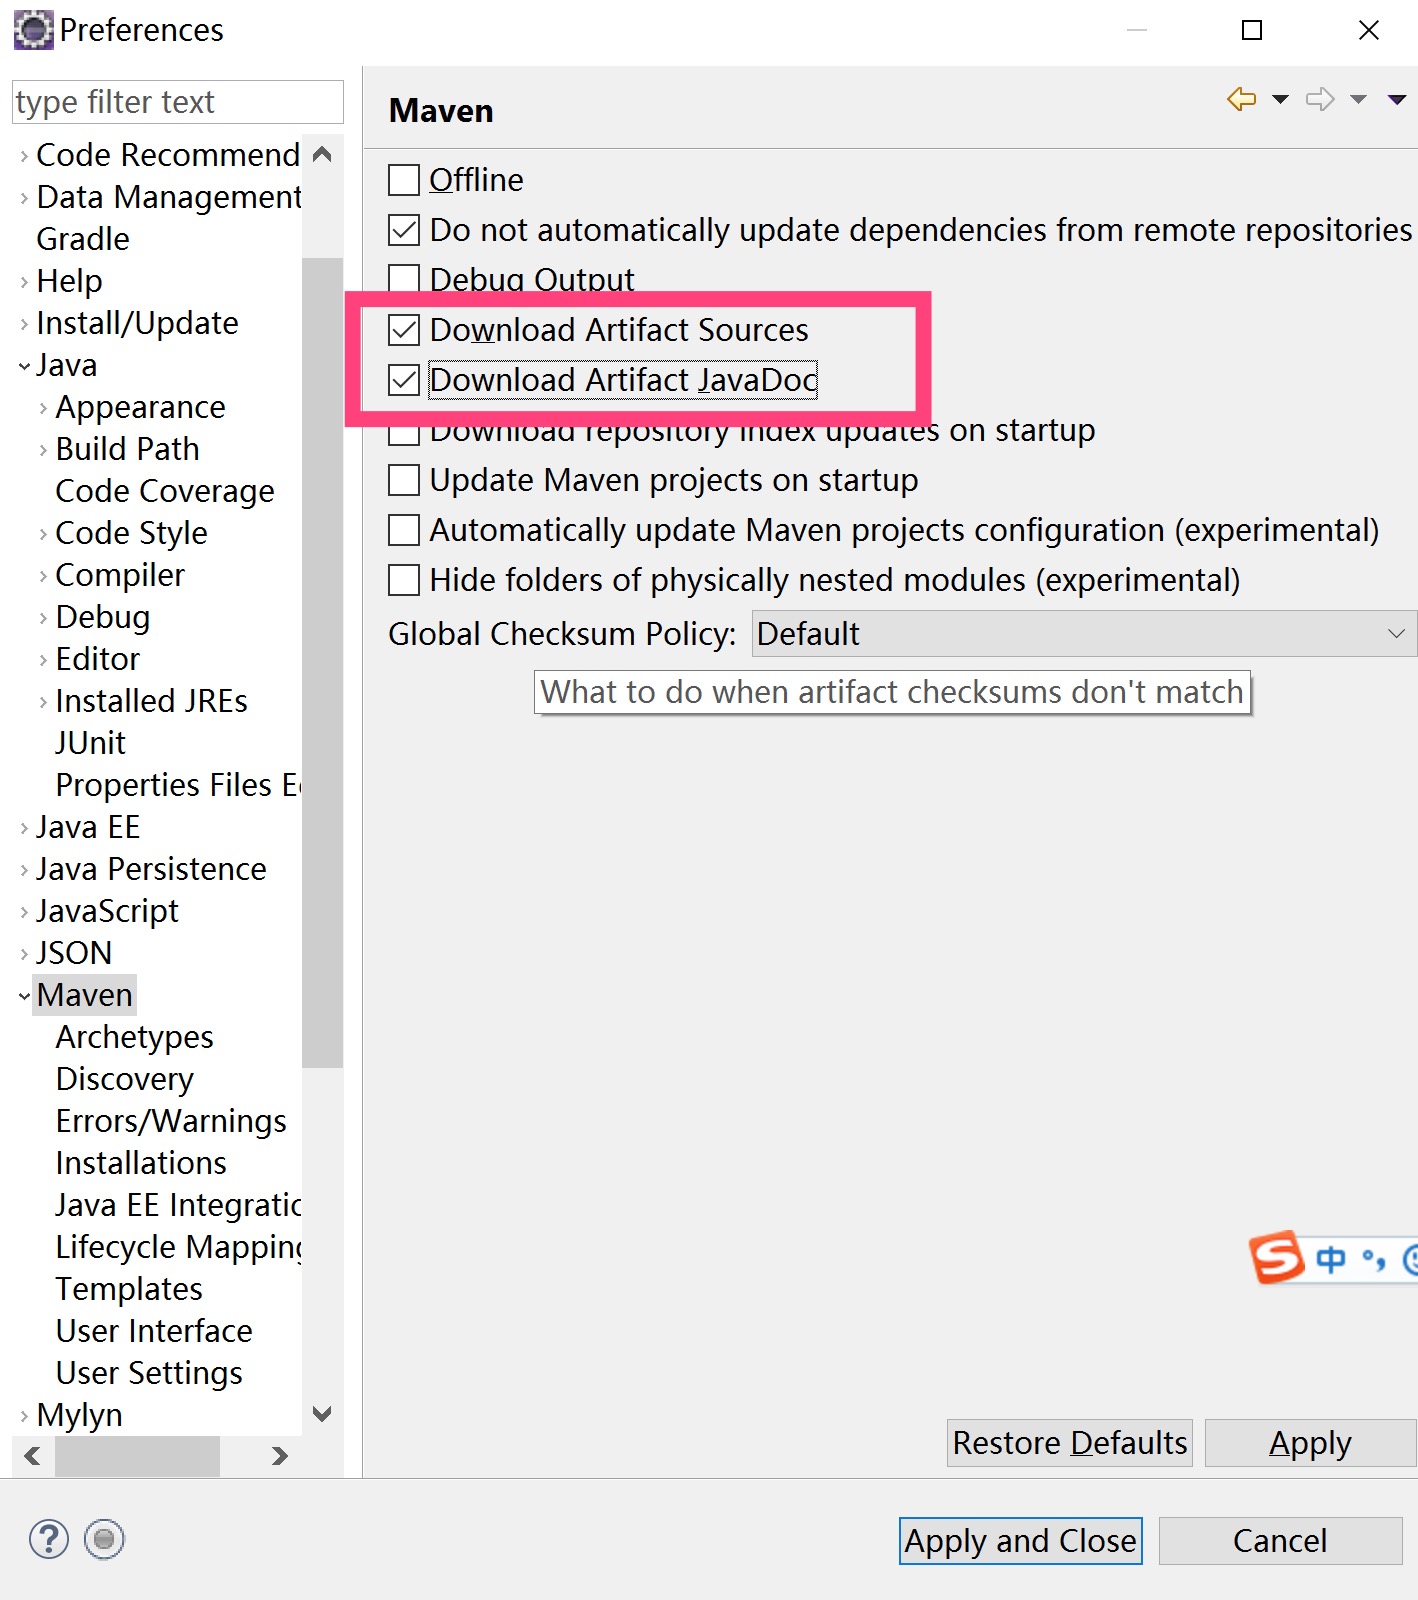 Preferences
type filter text
Code Recommend
Data Management
Gradle
Help
Install/Update
Java
Appearance
Build Path
Code Coverage
Code Style
Compiler
Debug
Editor
Installed JREs
JUnit
Properties Files Ed
Java EE
Java Persistence
JavaScript
JSON
Maven
Archetypes
Discovery
Errors/Warnings
Installations
Java EE Integratio
Lifecycle Mapping
Templates
User Interface
User Settings
Mylyn
Maven
Offline
Do not automatically update dependencies from remote repositories
Debug Output
Download Artifact Sources
Download Artifact JavaDoc
Download repository index updates on startup
Update Maven projects on startup
Automatically update Maven projects configuration (experimental)
Hide folders of physically nested modules (experimental)
Global Checksum Policy: Default
What to do when artifact checksums don't match
S 中 °,
Restore Defaults Apply
Apply and Close Cancel